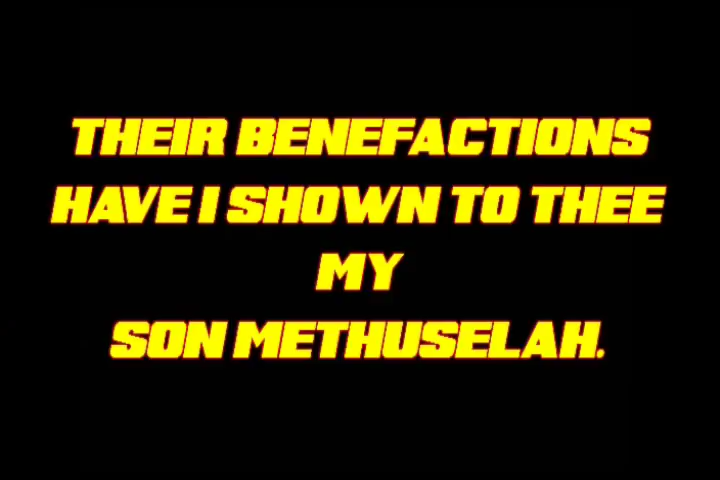 THEIR BENEFACTIONS
HAVE I SHOWN TO THEE
MY
SON METHUSELAH.